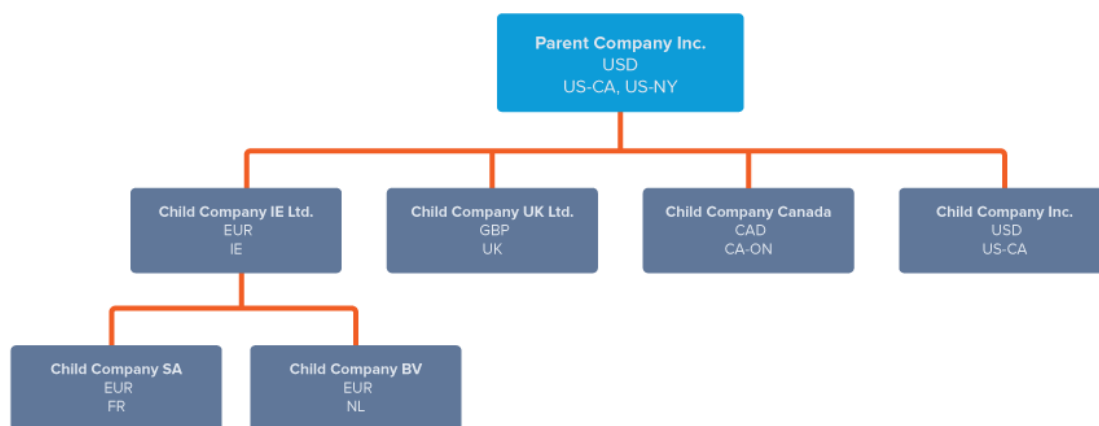 Parent Company Inc.
USD
US-CA, US-NY
Child Company IE Ltd.
EUR
IE
Child Company UK Ltd.
GBP
UK
Child Company Canada
CAD
CA-ON
Child Company Inc.
USD
US-CA
Child Company SA
EUR
FR
Child Company BV
EUR
NL